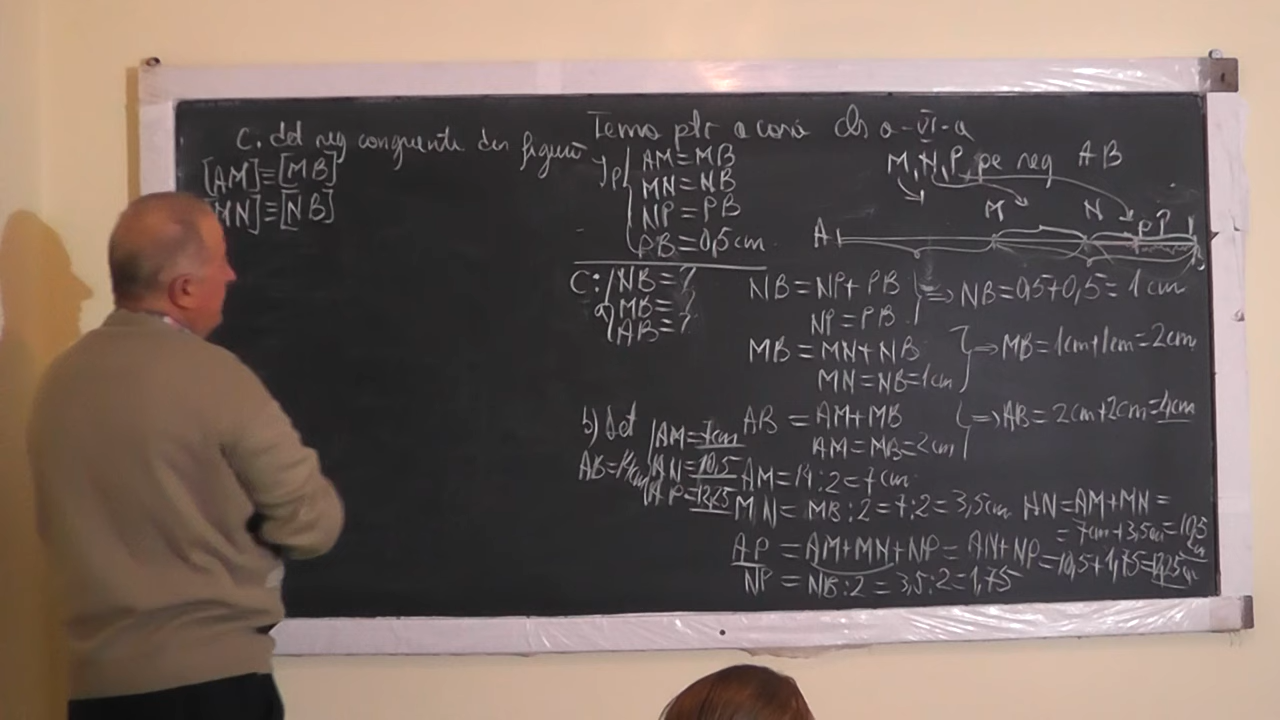 C. det seg congruente din figură
[AM]≡[MB]
[MN]≡[NB]
Tema ptr acasă cls a-VI-a
Ip AM=MB
MN=NB
NP=PB
PB=0,5cm
M,N,P pe seg AB
A M N P
C: NB=?
a) MB=?
AB=?
NB=NP+PB
NP=PB
⇒NB=0,5+0,5=1cm
MB=MN+NB
MN=NB=1cm
⇒MB=1cm+1cm=2cm
AB=AM+MB
AM=MB=2cm
⇒AB=2cm+2cm=4cm
b) det AM=7cm
AB=14cm AN=10,5
AP=12,25
AM=14:2=7cm
MN=MB:2=7:2=3,5cm
AN=AM+MN=
=7cm+3,5cm=10,5
cm
AP=AM+MN+NP=AN+NP=10,5+1,75=12,25cm
NP=NB:2=3,5:2=1,75